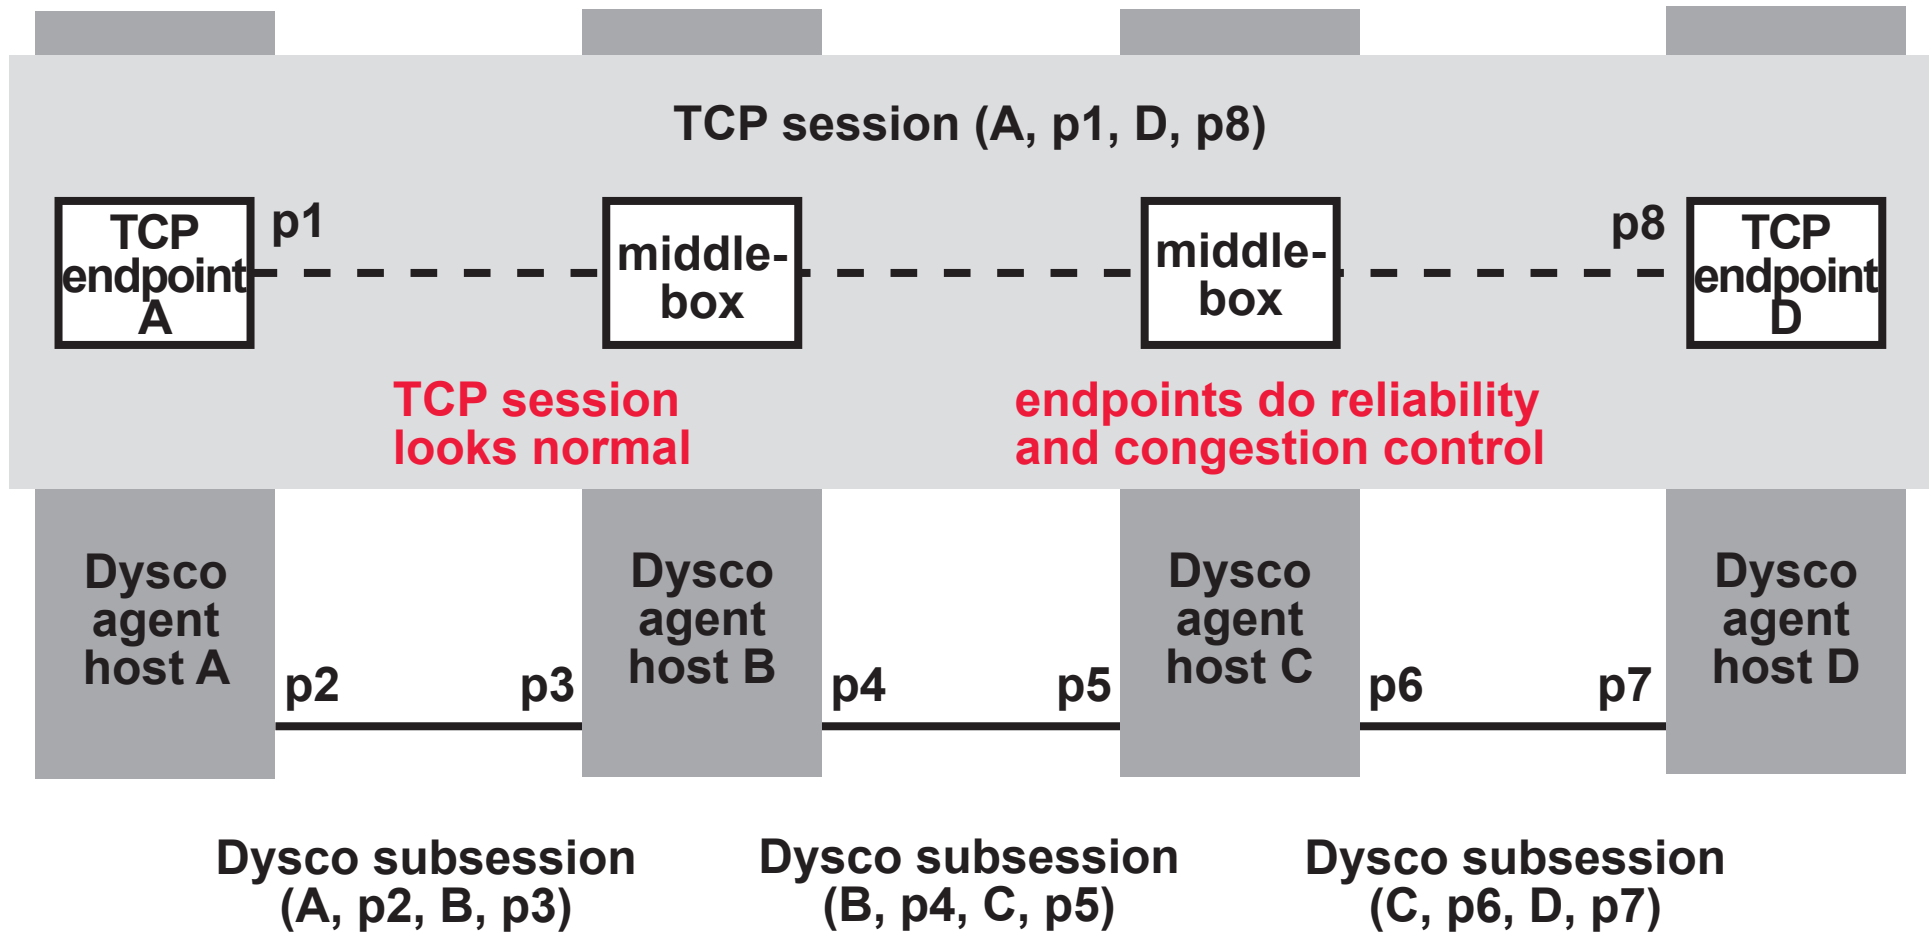 TCP session (A, p1, D, p8)
TCP
endpoint
A
p1
middle-
box
middle-
box
p8
TCP
endpoint
D
TCP session
looks normal
endpoints do reliability
and congestion control
Dysco
agent
host A
Dysco
agent
host B
Dysco
agent
host C
Dysco
agent
host D
p2
p3
p4
p5
p6
p7
Dysco subsession
(A, p2, B, p3)
Dysco subsession
(B, p4, C, p5)
Dysco subsession
(C, p6, D, p7)